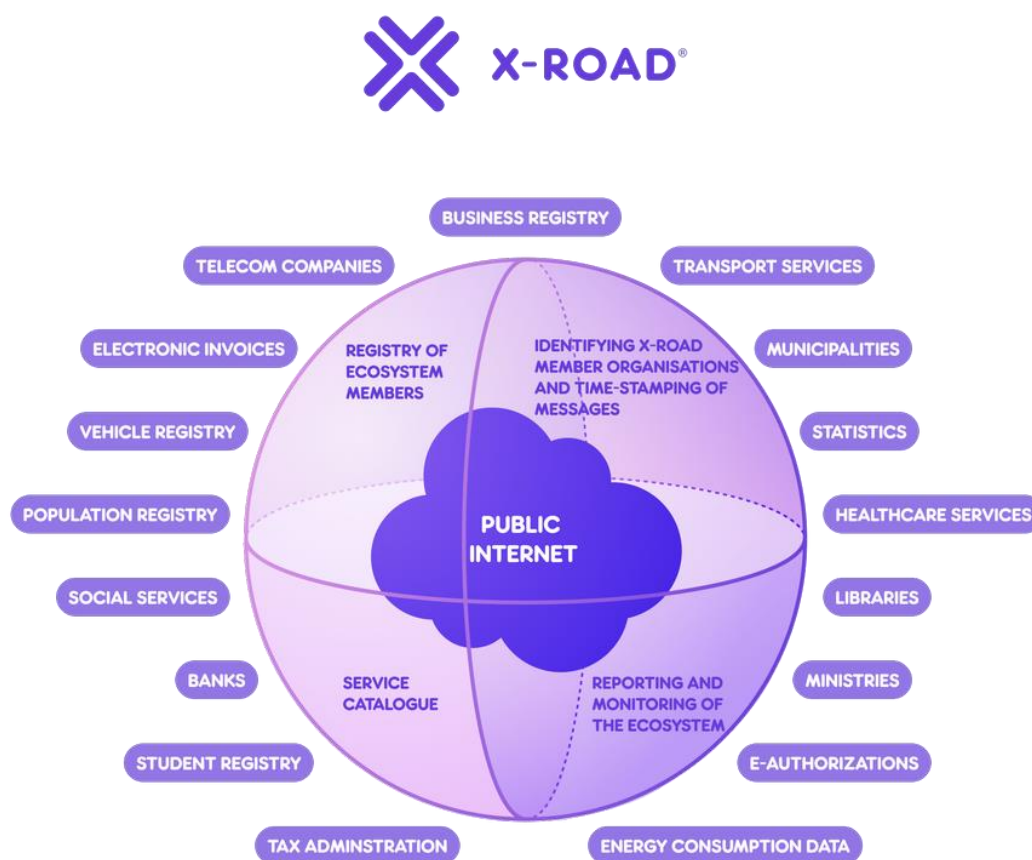 X-ROAD®
BUSINESS REGISTRY
TELECOM COMPANIES
TRANSPORT SERVICES
ELECTRONIC INVOICES
MUNICIPALITIES
REGISTRY OF
ECOSYSTEM
MEMBERS
IDENTIFYING X-ROAD
MEMBER ORGANISATIONS
AND TIME-STAMPING OF
MESSAGES
VEHICLE REGISTRY
STATISTICS
POPULATION REGISTRY
PUBLIC
INTERNET
HEALTHCARE SERVICES
SOCIAL SERVICES
LIBRARIES
BANKS
SERVICE
CATALOGUE
REPORTING AND
MONITORING OF
THE ECOSYSTEM
MINISTRIES
STUDENT REGISTRY
E-AUTHORIZATIONS
TAX ADMINSTRATION
ENERGY CONSUMPTION DATA